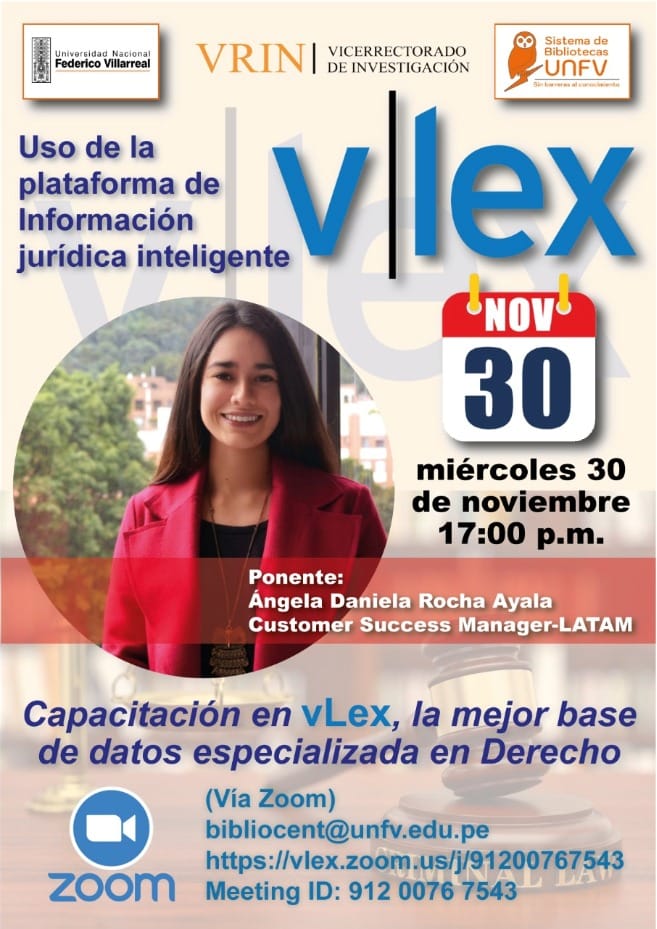 Universidad Nacional
Federico Villarreal
VRIN VICERRECTORADO
DE INVESTIGACIÓN
Sistema de
Bibliotecas
UNFV
Sin barreras al conocimiento
Uso de la
plataforma de
Información
jurídica inteligente
v|lex
NOV
30
miércoles 30
de noviembre
17:00 p.m.
Ponente:
Ángela Daniela Rocha Ayala
Customer Success Manager-LATAM
Capacitación en vLex, la mejor base
de datos especializada en Derecho
(Vía Zoom)
bibliocent@unfv.edu.pe
https://vlex.zoom.us/j/91200767543
Meeting ID: 912 0076 7543
zoom
CRIMINAL LAW